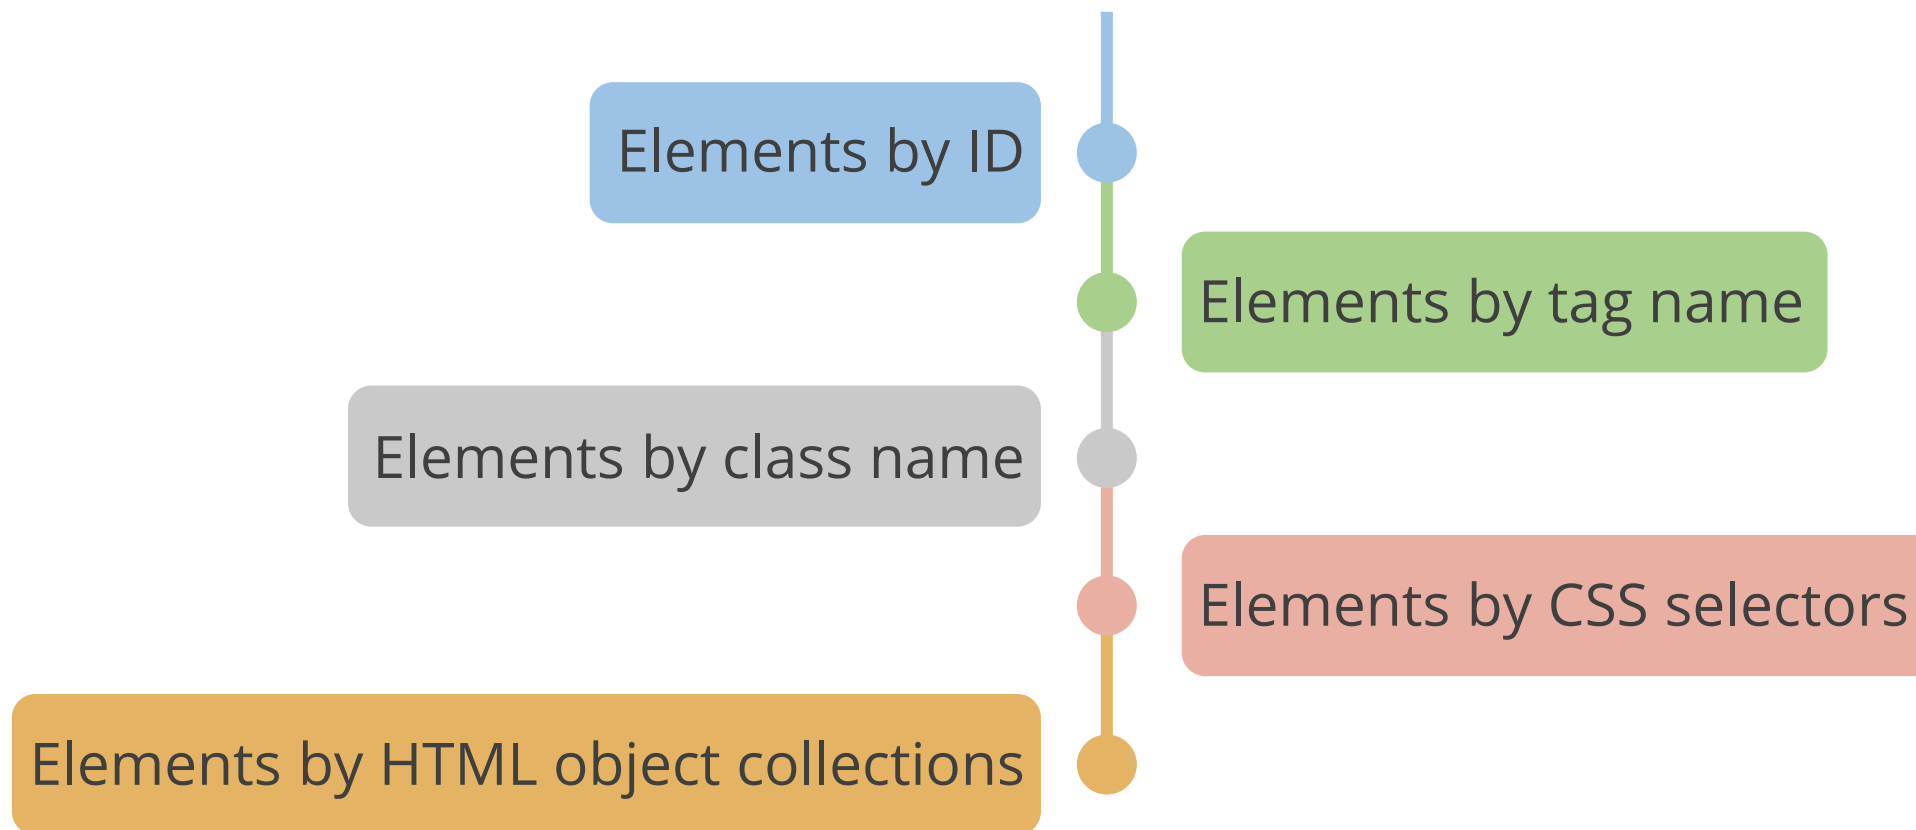 Elements by ID
Elements by tag name
Elements by class name
Elements by CSS selectors
Elements by HTML object collections